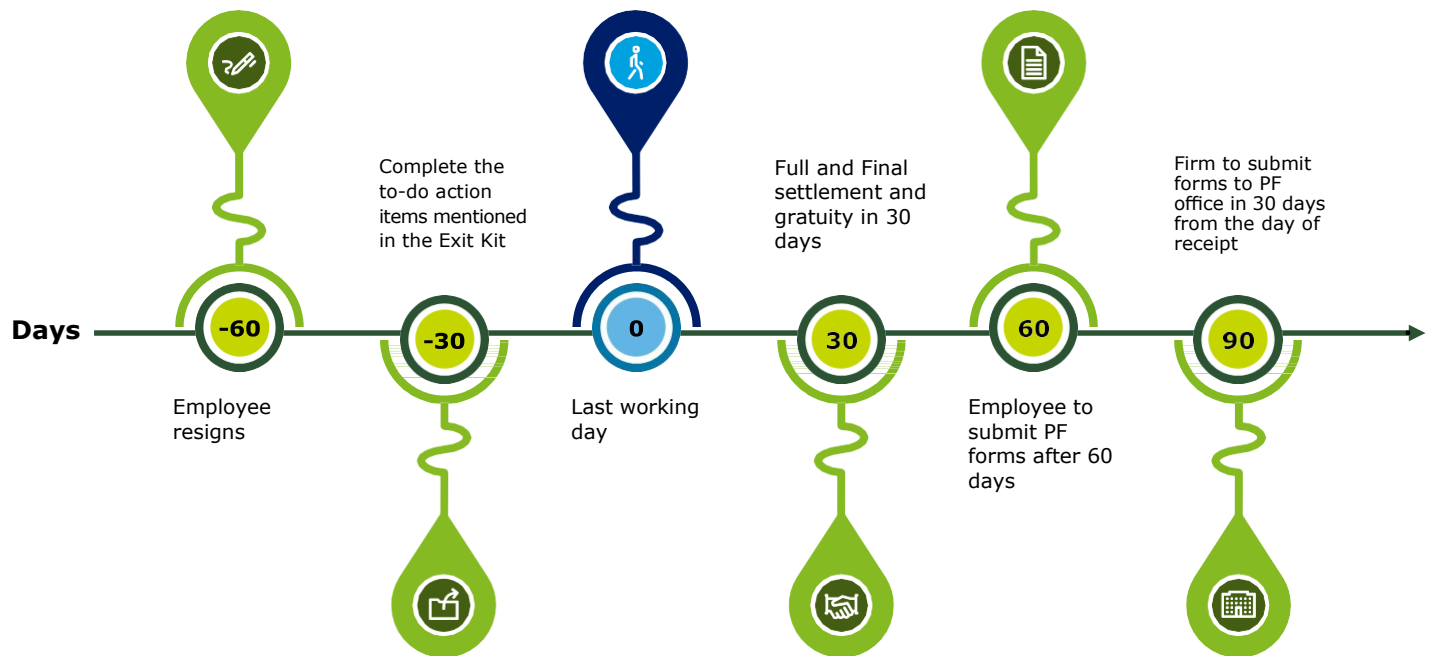 Complete the
to-do action
items mentioned
in the Exit Kit
Full and Final
settlement and
gratuity in 30
days
Firm to submit
forms to PF
office in 30 days
from the day of
receipt
Days
-60
-30
0
30
60
90
Employee
resigns
Last working
day
Employee to
submit PF
forms after 60
days